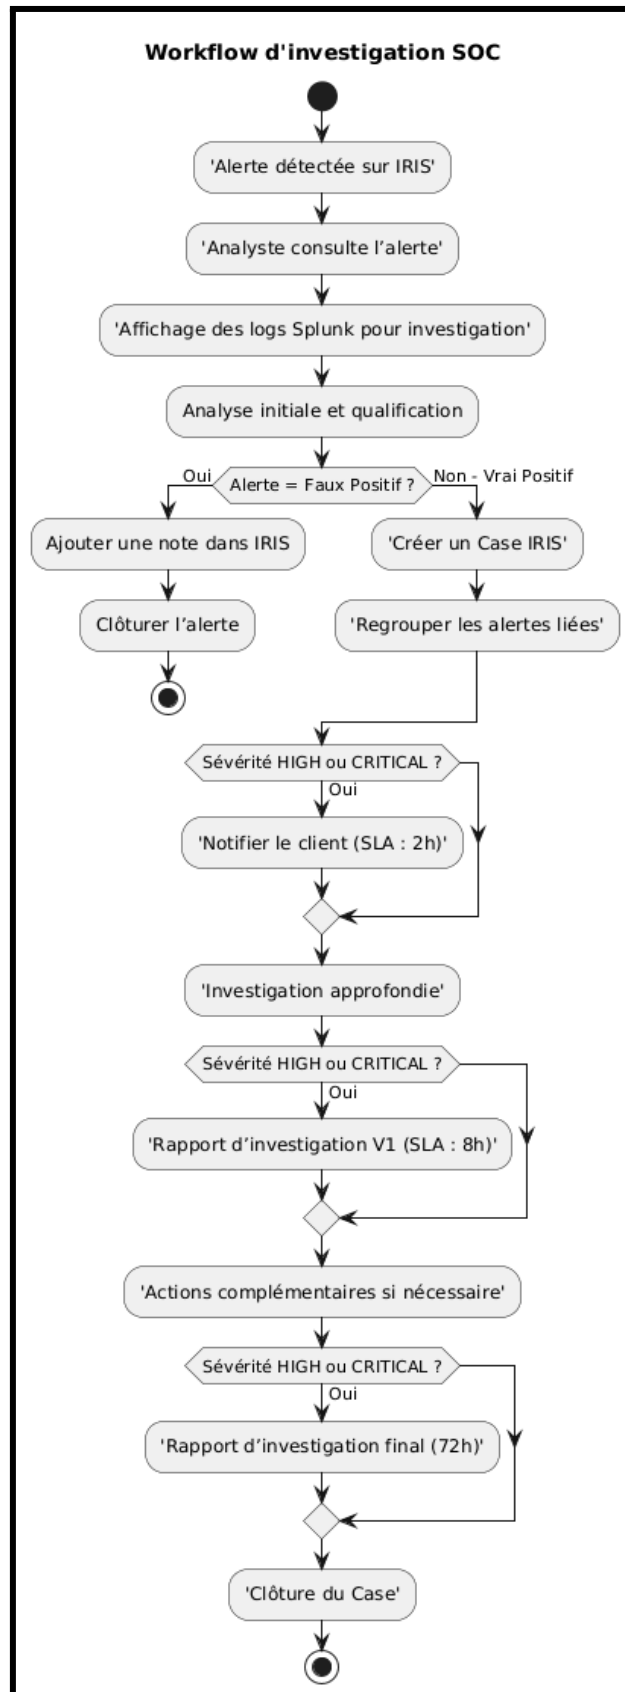 Workflow d'investigation SOC
'Alerte détectée sur IRIS'
'Analyste consulte l’alerte'
'Affichage des logs Splunk pour investigation'
Analyse initiale et qualification
Oui
Alerte = Faux Positif ?
Non - Vrai Positif
Ajouter une note dans IRIS
'Créer un Case IRIS'
Clôturer l’alerte
'Regrouper les alertes liées'
Sévérité HIGH ou CRITICAL ?
Oui
'Notifier le client (SLA : 2h)'
'Investigation approfondie'
Sévérité HIGH ou CRITICAL ?
Oui
'Rapport d’investigation V1 (SLA : 8h)'
'Actions complémentaires si nécessaire'
Sévérité HIGH ou CRITICAL ?
Oui
'Rapport d’investigation final (72h)'
'Clôture du Case'